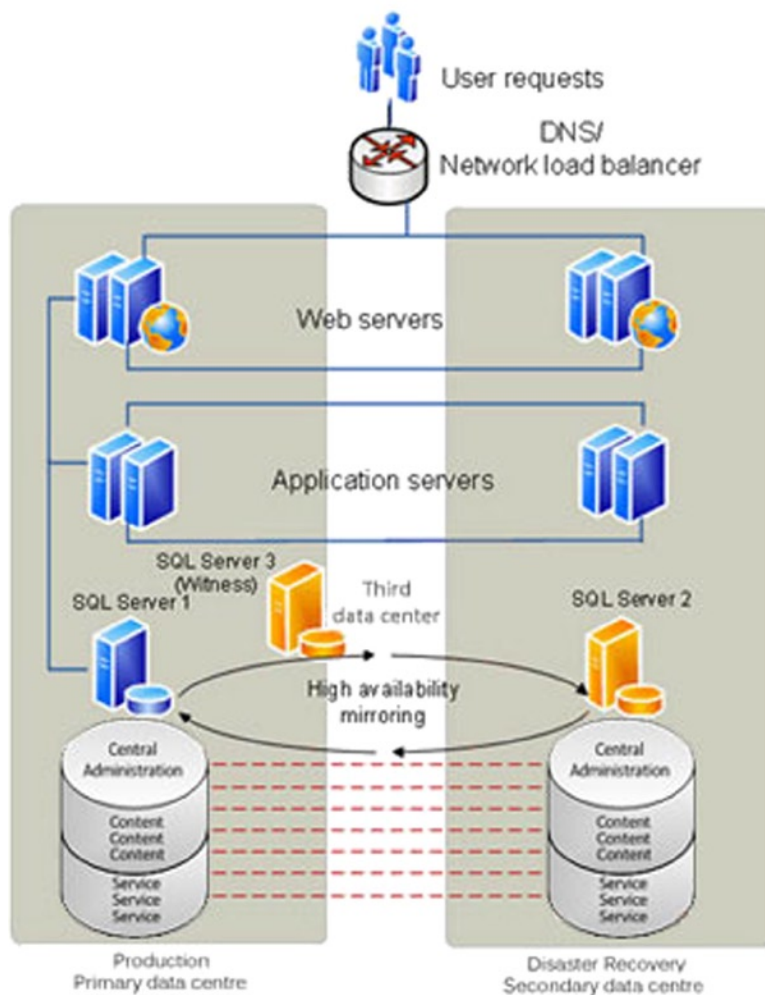 User requests
DNS/
Network load balancer
Web servers
Application servers
SQL Server 3
(Witness)
SQL Server 1
Third
data center
SQL Server 2
High availability
mirroring
Central
Administration
Content
Content
Content
Service
Service
Service
Central
Administration
Content
Content
Content
Service
Service
Service
Production
Primary data centre
Disaster Recovery
Secondary data centre